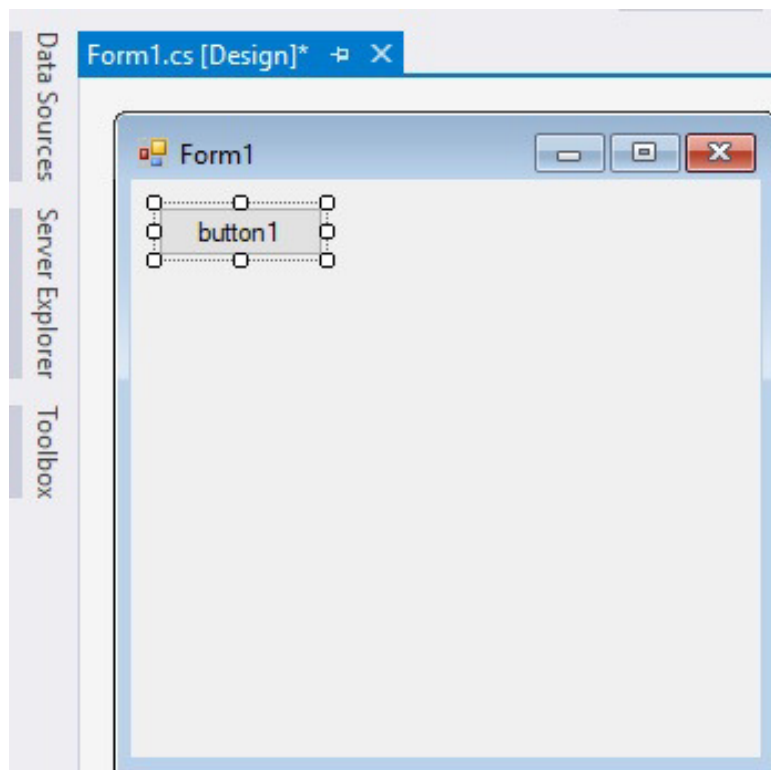 Data Sources
Server Explorer
Toolbox
Form1.cs [Design]*
Form1
button1